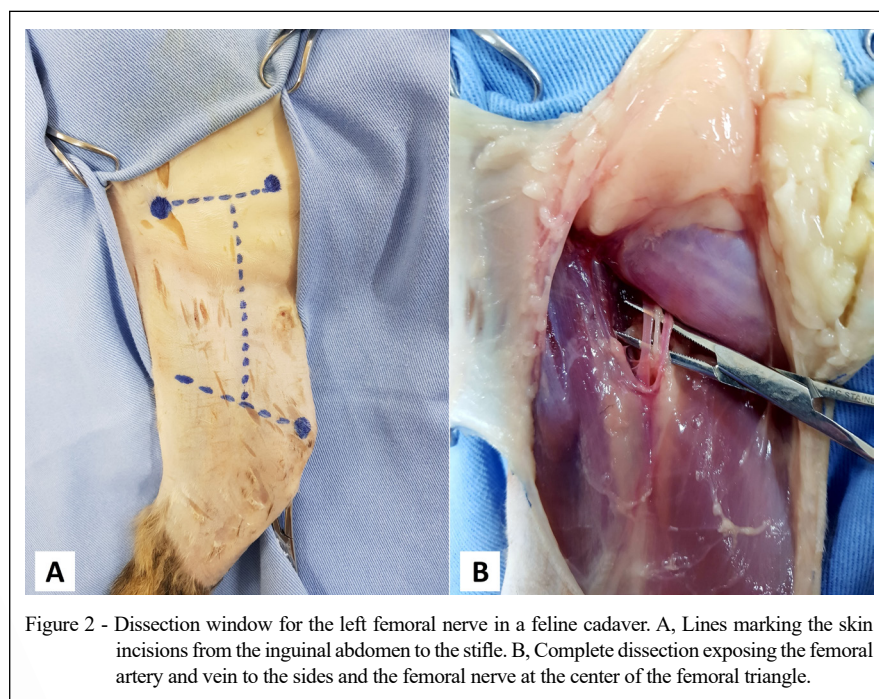 A
B
Figure 2 - Dissection window for the left femoral nerve in a feline cadaver. A, Lines marking the skin
incisions from the inguinal abdomen to the stifle. B, Complete dissection exposing the femoral
artery and vein to the sides and the femoral nerve at the center of the femoral triangle.